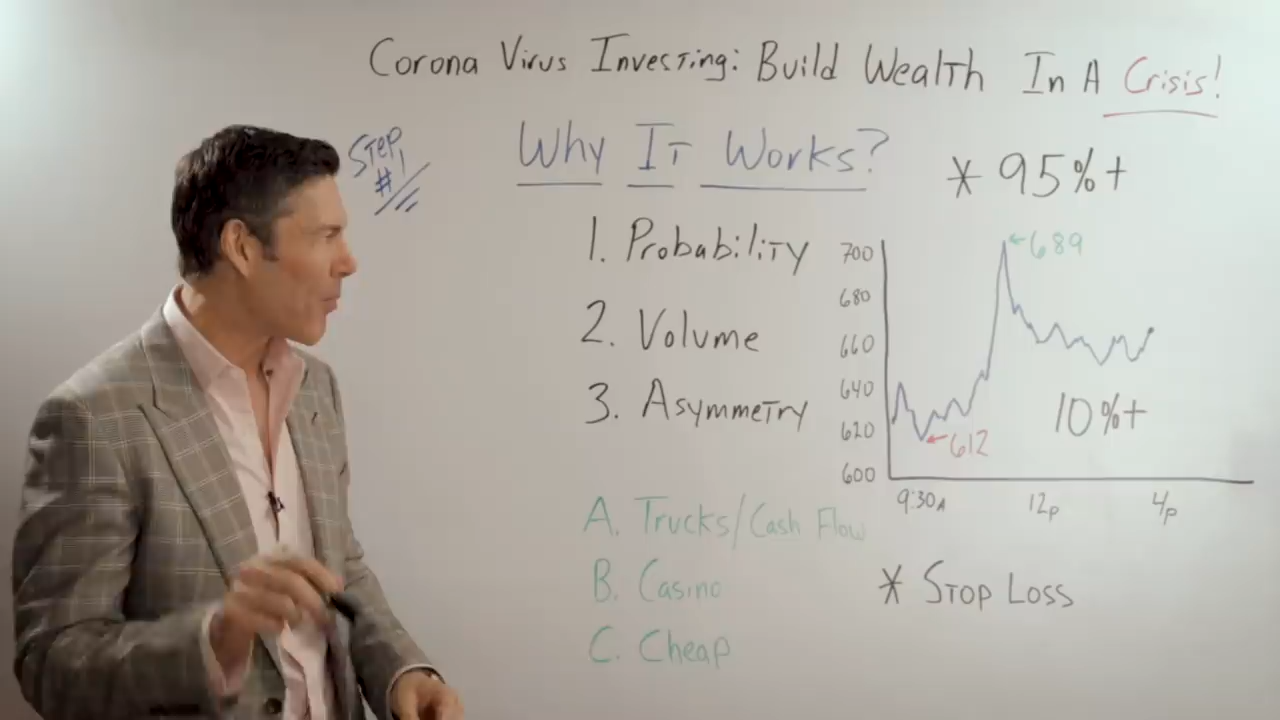 Corona Virus Investing: Build Wealth In A Crisis!
Step
#1
Why It Works?
* 95%+
1. Probability
2. Volume
3. Asymmetry
A. Trucks/Cash Flow
B. Casino
C. Cheap
700
680
660
640
620
600
689
612
10%+
9:30A 12p 4p
* Stop Loss